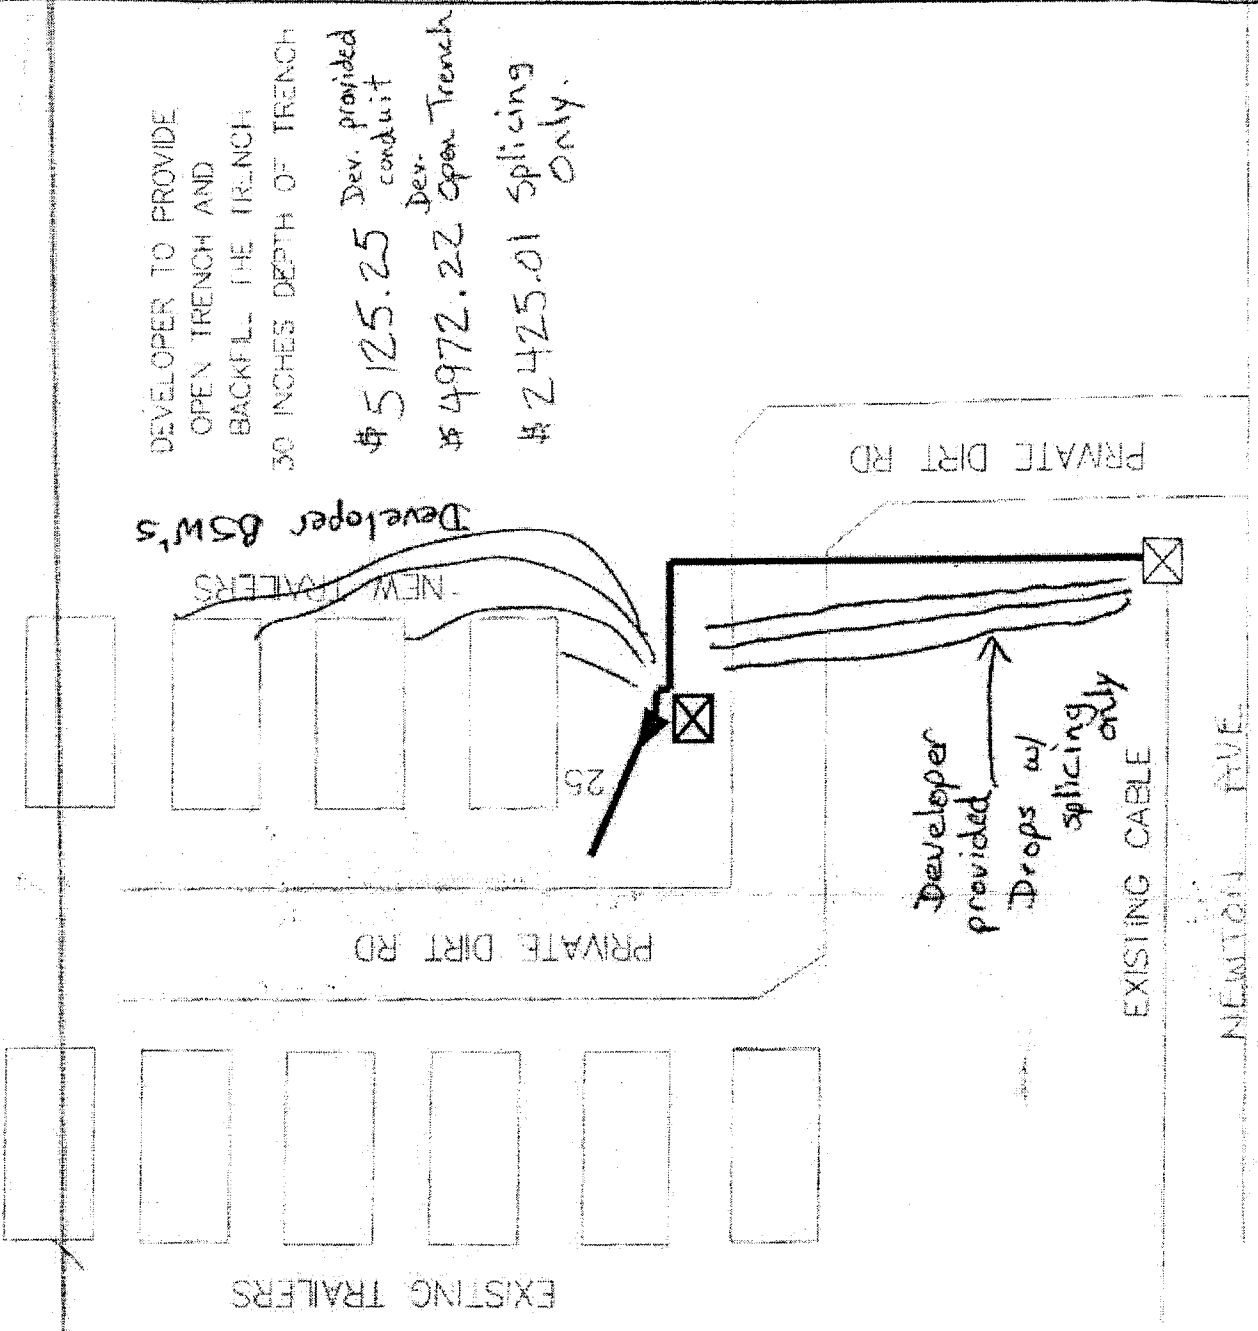 DEVELOPER TO PROVIDE
OPEN TRENCH AND
BACKFILL THE TRENCH
30 INCHES DEPTH OF TRENCH
$5125.25 Dev. provided
conduit
Dev.
$4972.22 Open Trench
$2425.01 Splicing
Only.
Developer BSW's
NEW TRAILERS
PRIVATE DIRT RD
25
Developer
provided
Drops w/
splicing
only
EXISTING CABLE
NEWTON AVE
PRIVATE DIRT RD
EXISTING TRAILERS